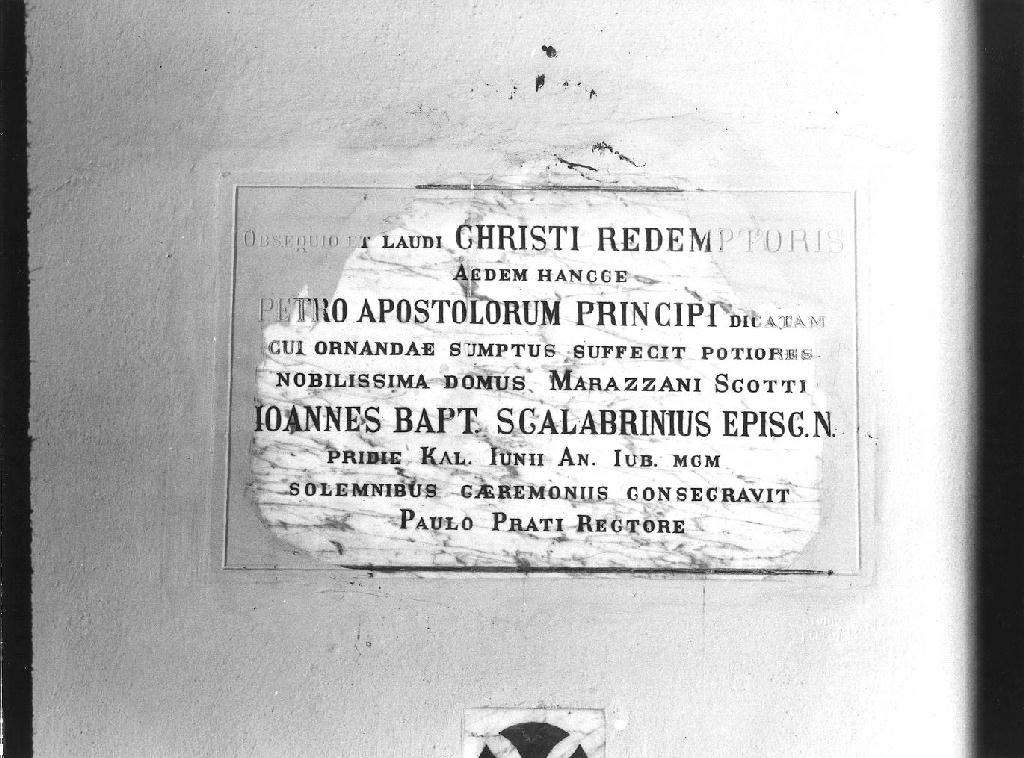 OBSEQUIO ET LAUDI CHRISTI REDEMPTORIS
AEDEM HANCCE
PETRO APOSTOLORUM PRINCIPI DICATAM
CUI ORNANDAE SUMPTUS SUFFECIT POTIORES
NOBILISSIMA DOMUS MARAZZANI SCOTTI
IOANNES BAPT. SCALABRINIUS EPISC. N.
PRIDIE KAL. IUNII AN. IUB. MCM
SOLEMNIBUS CÆREMONIIS CONSECRAVIT
PAULO PRATI RECTORE